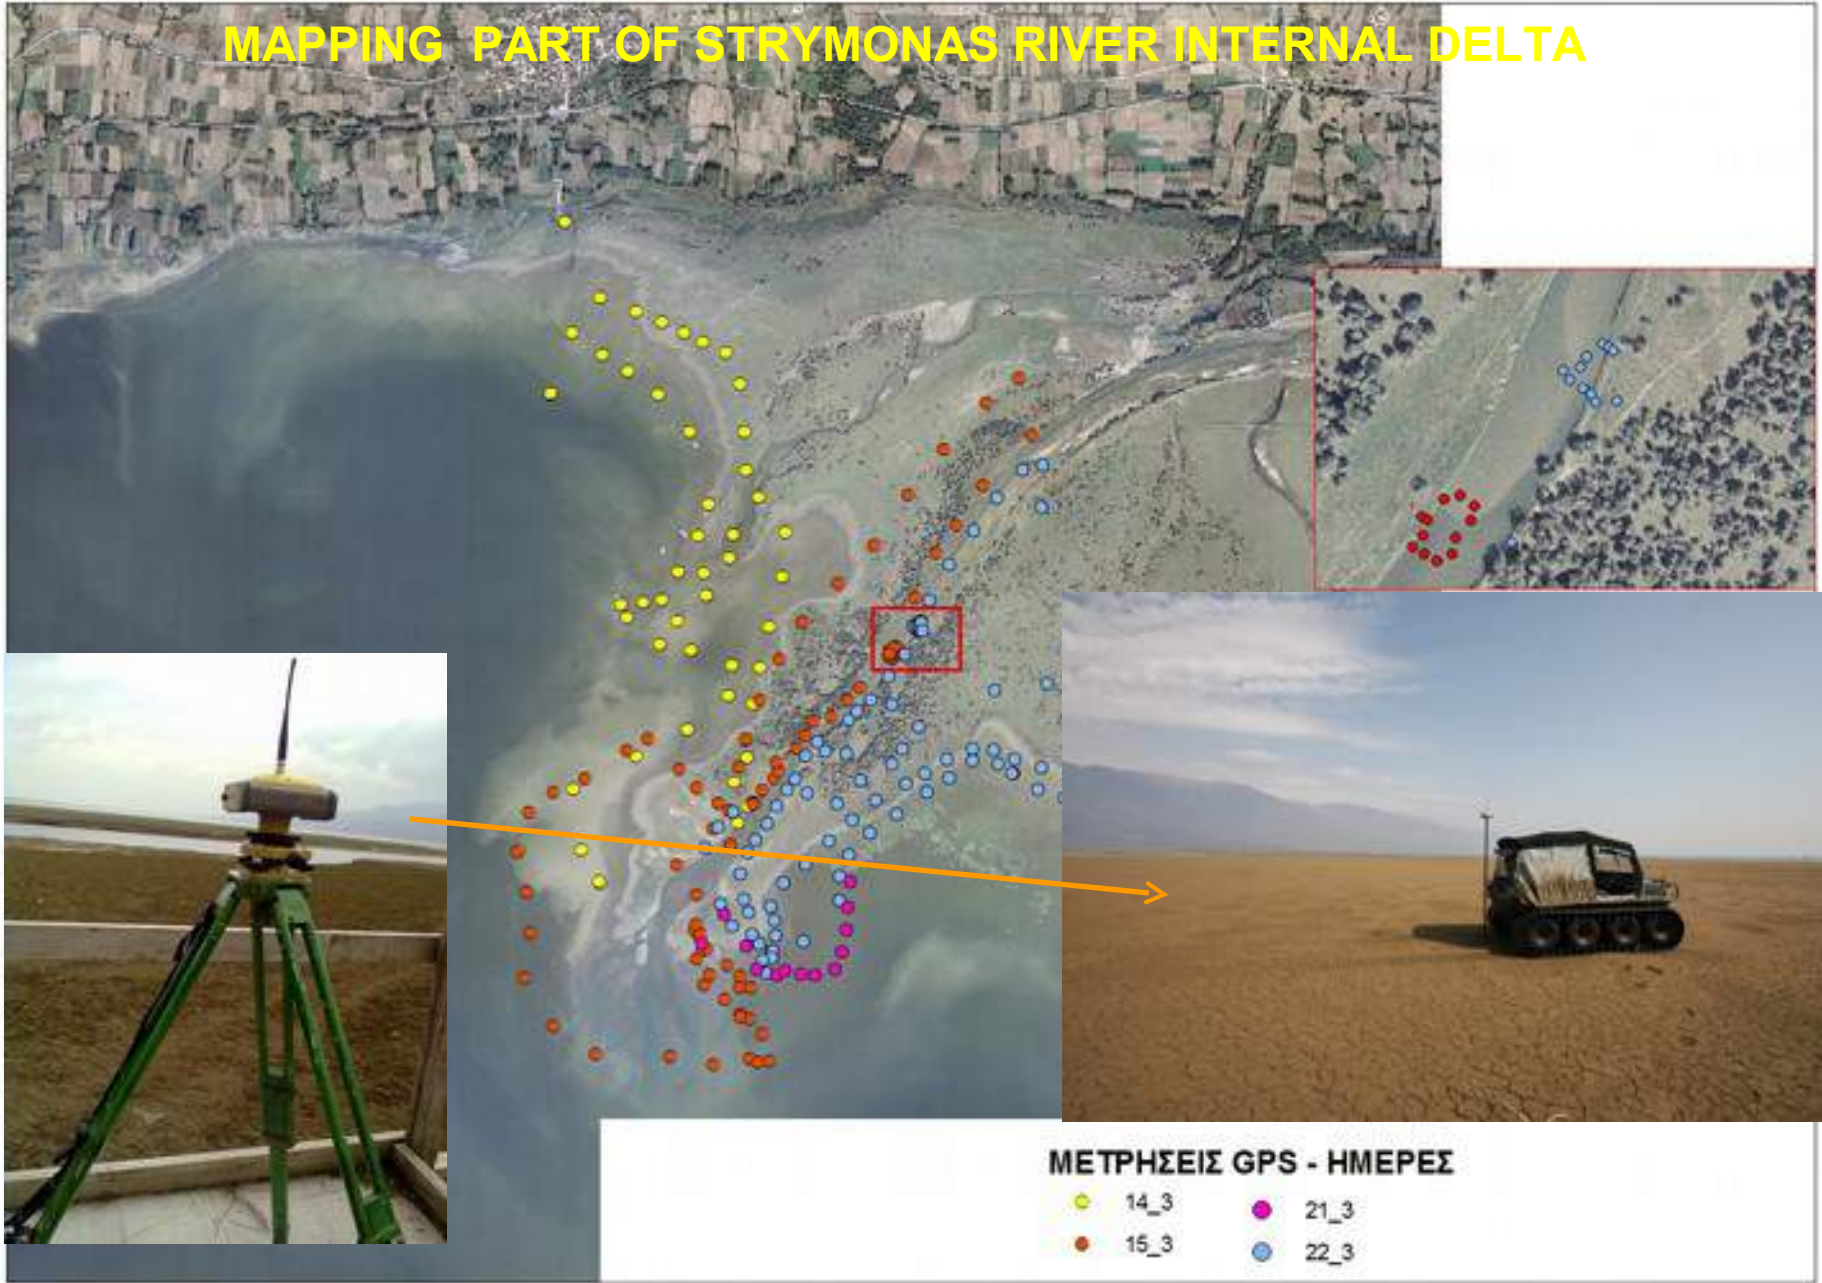 MAPPING PART OF STRYMONAS RIVER INTERNAL DELTA
ΜΕΤΡΗΣΕΙΣ GPS - ΗΜΕΡΕΣ
14_3
21_3
15_3
22_3